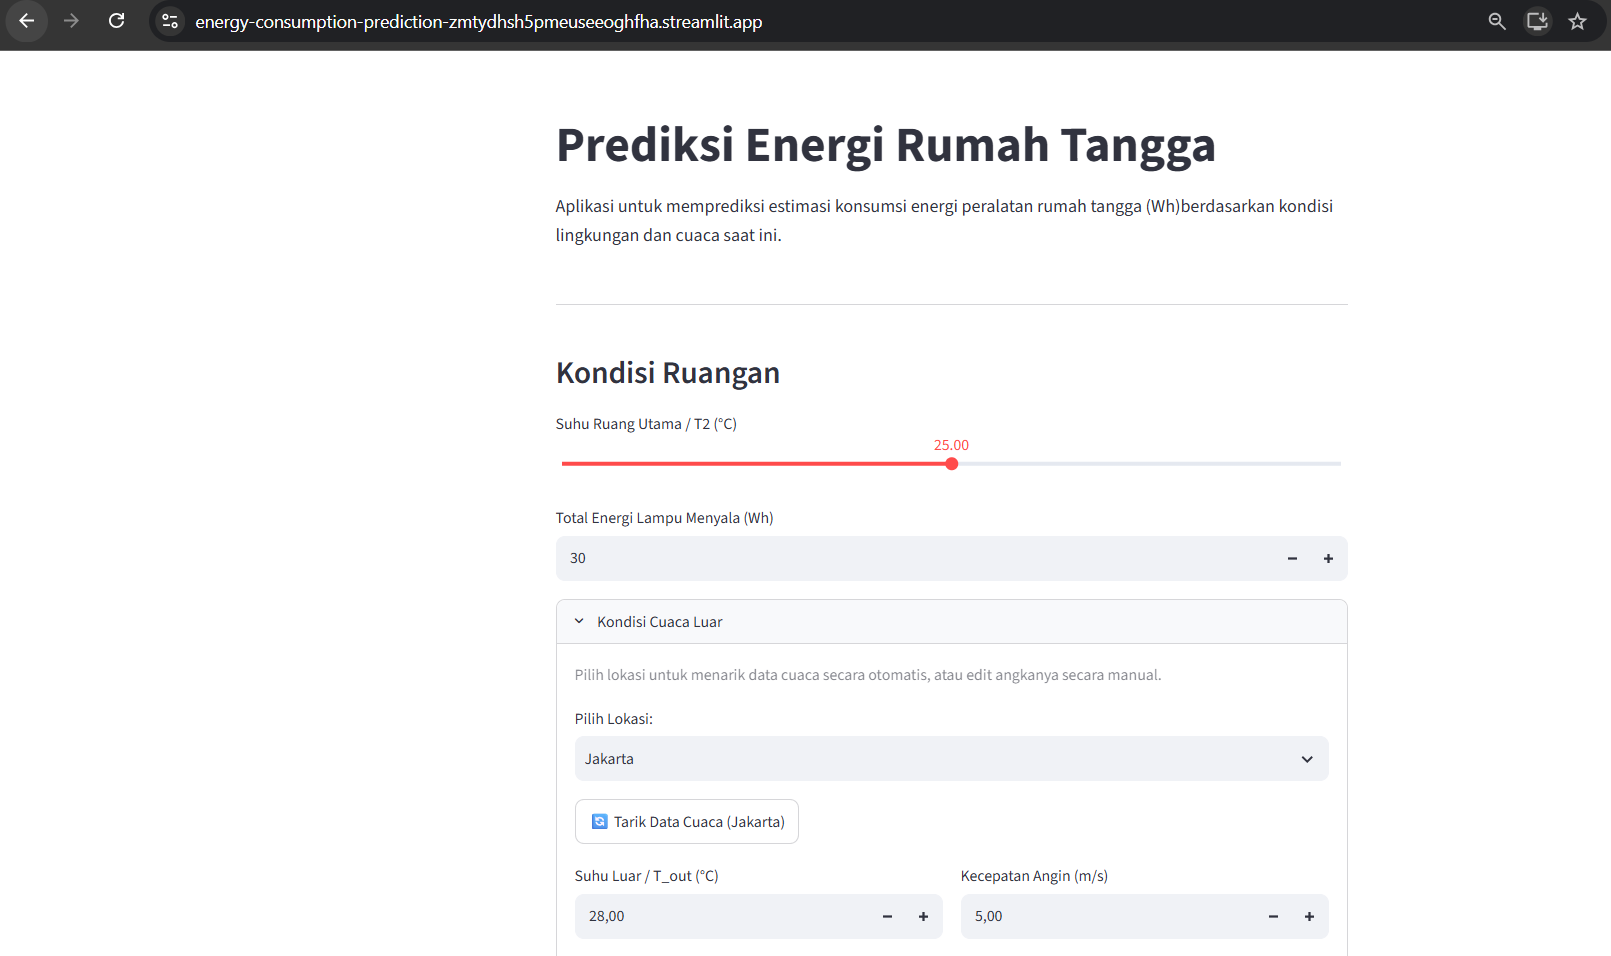 energy-consumption-prediction-zmtydhsh5pmeuseeoghfha.streamlit.app
Prediksi Energi Rumah Tangga
Aplikasi untuk memprediksi estimasi konsumsi energi peralatan rumah tangga (Wh)berdasarkan kondisi
lingkungan dan cuaca saat ini.
Kondisi Ruangan
Suhu Ruang Utama / T2 (°C)
25.00
Total Energi Lampu Menyala (Wh)
30
Kondisi Cuaca Luar
Pilih lokasi untuk menarik data cuaca secara otomatis, atau edit angkanya secara manual.
Pilih Lokasi:
Jakarta
Tarik Data Cuaca (Jakarta)
Suhu Luar / T_out (°C)
28,00
Kecepatan Angin (m/s)
5,00